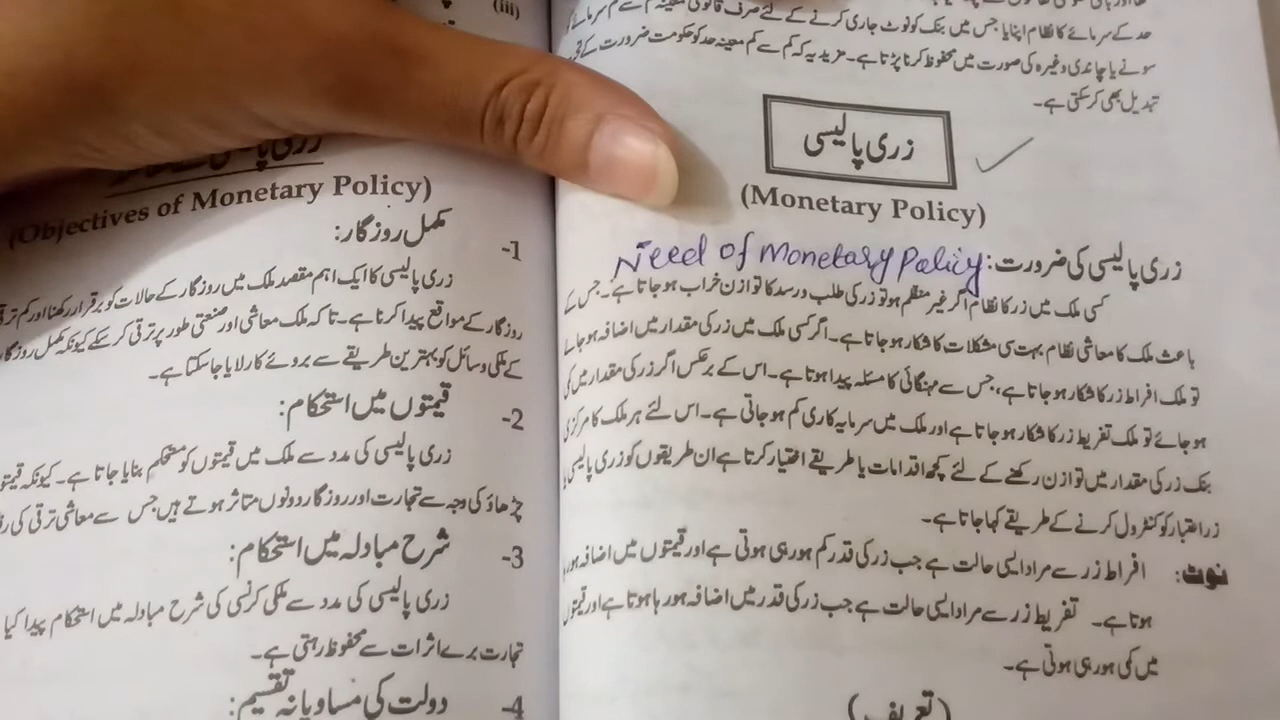 حد کے سرمائے کا نظام اپنایا جس میں بنک کو نوٹ جاری کرنے کے لئے صرف قانونی
سونے یا چاندی وغیرہ کی صورت میں محفوظ کرنا پڑتا ہے۔ مزید یہ کہ کم سے کم معینہ حد کو حکومت ضرورت کے
تبدیل بھی کر سکتی ہے۔
زری پالیسی
(Monetary Policy)
زری پالیسی کی ضرورت: Need of Monetary Policy
کسی ملک میں زر کا نظام اگر غیر منظم ہو تو زر کی طلب و رسد کا توازن خراب ہو جاتا ہے۔ جس کے
باعث ملک کا معاشی نظام بہت سی مشکلات کا شکار ہو جاتا ہے۔ اگر کسی ملک میں زر کی مقدار میں اضافہ ہو جائے
تو ملک افراط زر کا شکار ہو جاتا ہے،، جس سے مہنگائی کا مسئلہ پیدا ہوتا ہے۔ اس کے برعکس اگر زر کی مقدار میں کمی
ہو جائے تو ملک تفریط زر کا شکار ہو جاتا ہے اور ملک میں سرمایہ کاری کم ہو جاتی ہے۔ اس لئے ہر ملک کا مرکزی
بنک زر کی مقدار میں توازن رکھنے کے لئے کچھ اقدامات یا طریقے اختیار کرتا ہے ان طریقوں کو زری پالیسی یا
زر اعتبار کو کنٹرول کرنے کے طریقے کہا جاتا ہے۔
نوٹ: افراط زر سے مراد ایسی حالت ہے جب زر کی قدر کم ہو رہی ہوتی ہے اور قیمتوں میں اضافہ ہو رہا
ہوتا ہے۔ تفریط زر سے مراد ایسی حالت ہے جب زر کی قدر میں اضافہ ہو رہا ہوتا ہے اور قیمتوں
میں کمی ہو رہی ہوتی ہے۔
(تعریف)
(iii)
(Objectives of Monetary Policy)
1- مکمل روزگار:
زری پالیسی کا ایک اہم مقصد ملک میں روزگار کے حالات کو برقرار رکھنا اور کم ترقی
روزگار کے مواقع پیدا کرنا ہے۔ تا کہ ملک معاشی اور صنعتی طور پر ترقی کر سکے کیونکہ مکمل روزگار
کے ملکی وسائل کو بہترین طریقے سے بروئے کار لایا جا سکتا ہے۔
2- قیمتوں میں استحکام:
زری پالیسی کی مدد سے ملک میں قیمتوں کو مستحکم بنایا جاتا ہے۔ کیونکہ
چڑھاؤ کی وجہ سے تجارت اور روزگار دونوں متاثر ہوتے ہیں جس سے معاشی ترقی کی
3- شرح مبادلہ میں استحکام:
زری پالیسی کی مدد سے ملکی کرنسی کی شرح مبادلہ میں استحکام پیدا کیا
تجارت برے اثرات سے محفوظ رہتی ہے۔
4- دولت کی مساویانہ تقسیم: